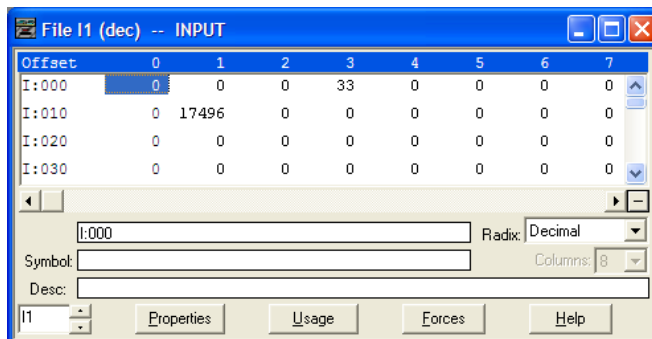 File I1 (dec) -- INPUT
Offset 0 1 2 3 4 5 6 7
I:000 0 0 0 33 0 0 0 0
I:010 0 17496 0 0 0 0 0 0
I:020 0 0 0 0 0 0 0 0
I:030 0 0 0 0 0 0 0 0
I:000 Radix: Decimal
Symbol: Columns: 8
Desc:
I1 Properties Usage Forces Help